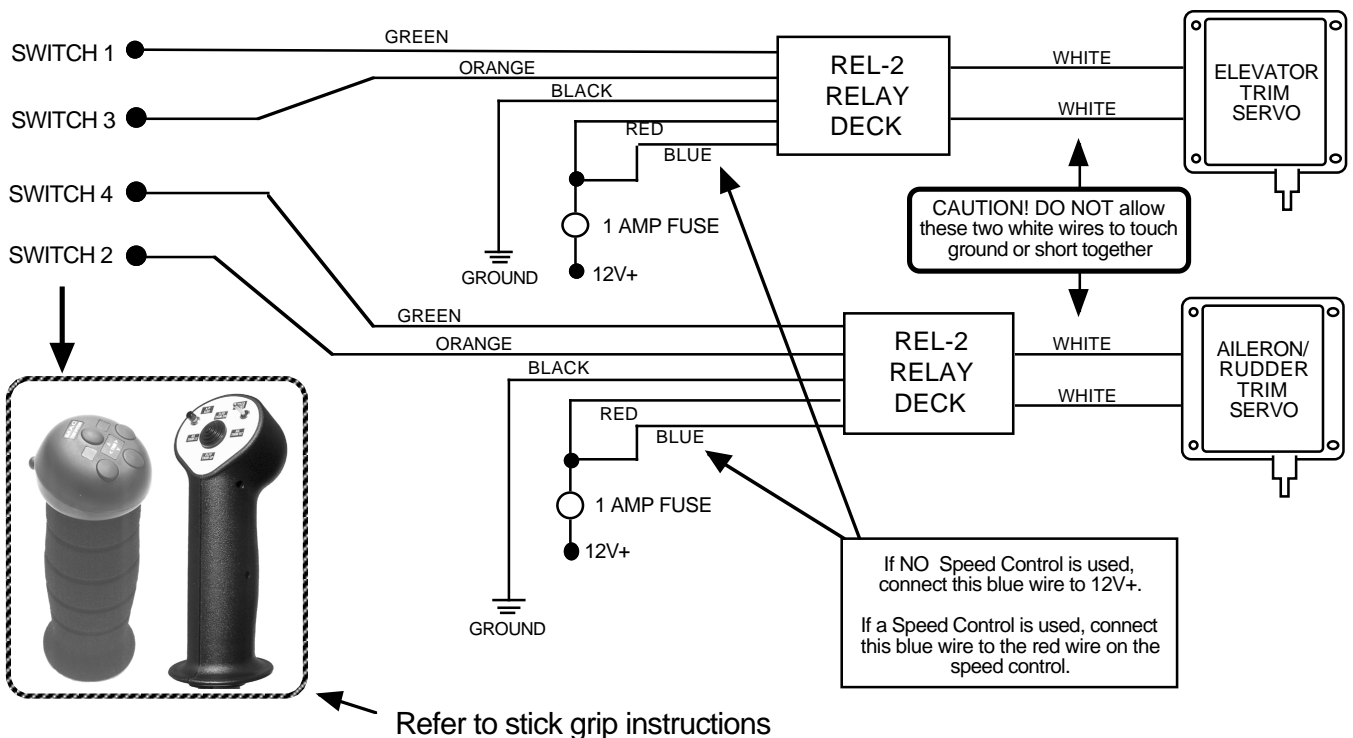 SWITCH 1
GREEN
SWITCH 3
ORANGE
BLACK
RED
BLUE
REL-2
RELAY
DECK
WHITE
WHITE
ELEVATOR
TRIM
SERVO
1 AMP FUSE
12V+
GROUND
CAUTION! DO NOT allow
these two white wires to touch
ground or short together
SWITCH 4
SWITCH 2
GREEN
ORANGE
BLACK
RED
BLUE
REL-2
RELAY
DECK
WHITE
WHITE
AILERON/
RUDDER
TRIM
SERVO
1 AMP FUSE
12V+
GROUND
If NO Speed Control is used,
connect this blue wire to 12V+.
If a Speed Control is used, connect
this blue wire to the red wire on the
speed control.
Refer to stick grip instructions